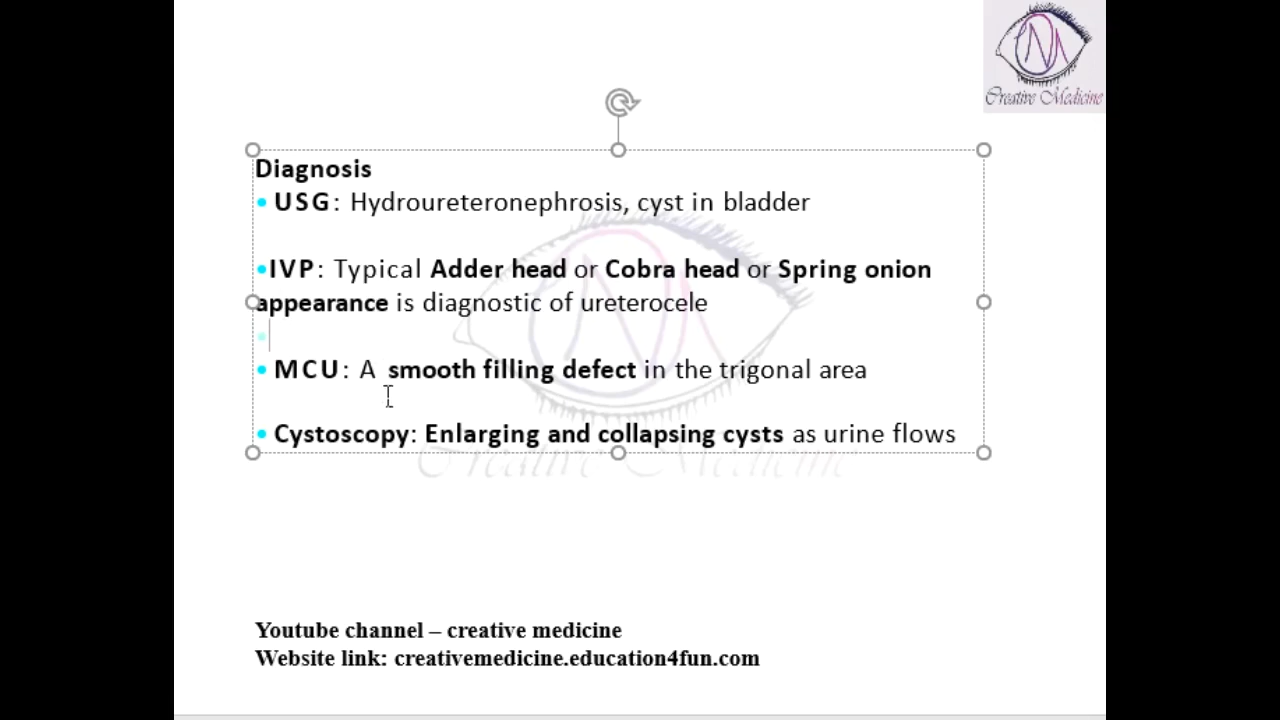 Creative Medicine
Diagnosis
• USG: Hydroureteronephrosis, cyst in bladder
•IVP: Typical Adder head or Cobra head or Spring onion
appearance is diagnostic of ureterocele
• MCU: A smooth filling defect in the trigonal area
• Cystoscopy: Enlarging and collapsing cysts as urine flows
Creative Medicine
Youtube channel – creative medicine
Website link: creativemedicine.education4fun.com